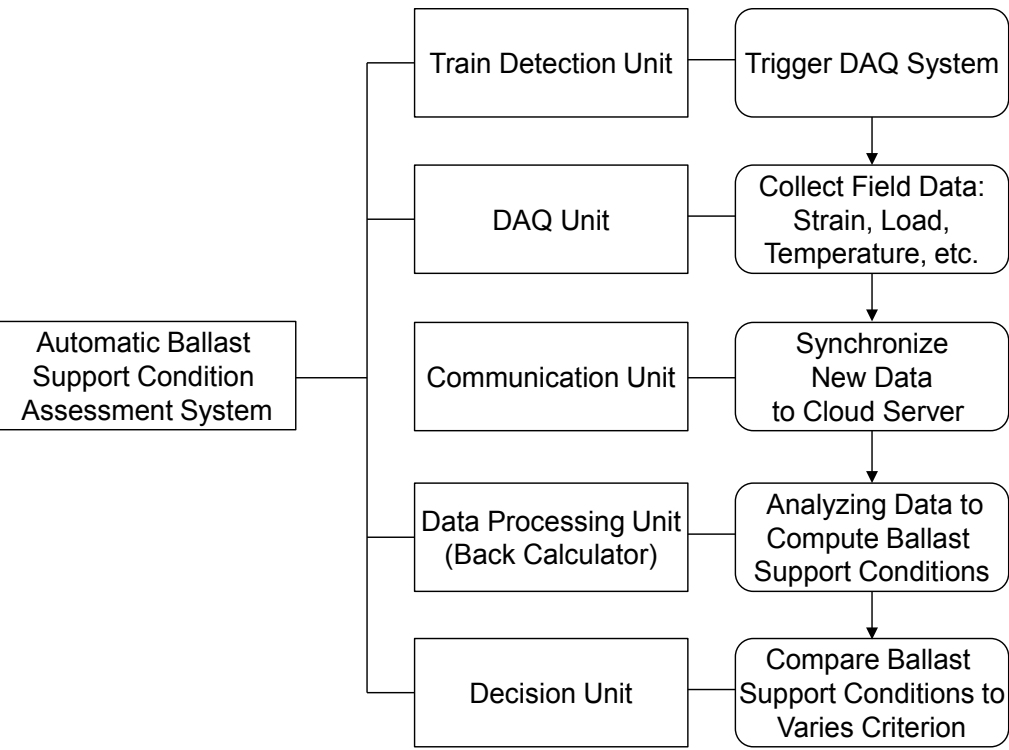 Train Detection Unit
Trigger DAQ System
DAQ Unit
Collect Field Data:
Strain, Load,
Temperature, etc.
Automatic Ballast
Support Condition
Assessment System
Communication Unit
Synchronize
New Data
to Cloud Server
Data Processing Unit
(Back Calculator)
Analyzing Data to
Compute Ballast
Support Conditions
Decision Unit
Compare Ballast
Support Conditions to
Varies Criterion